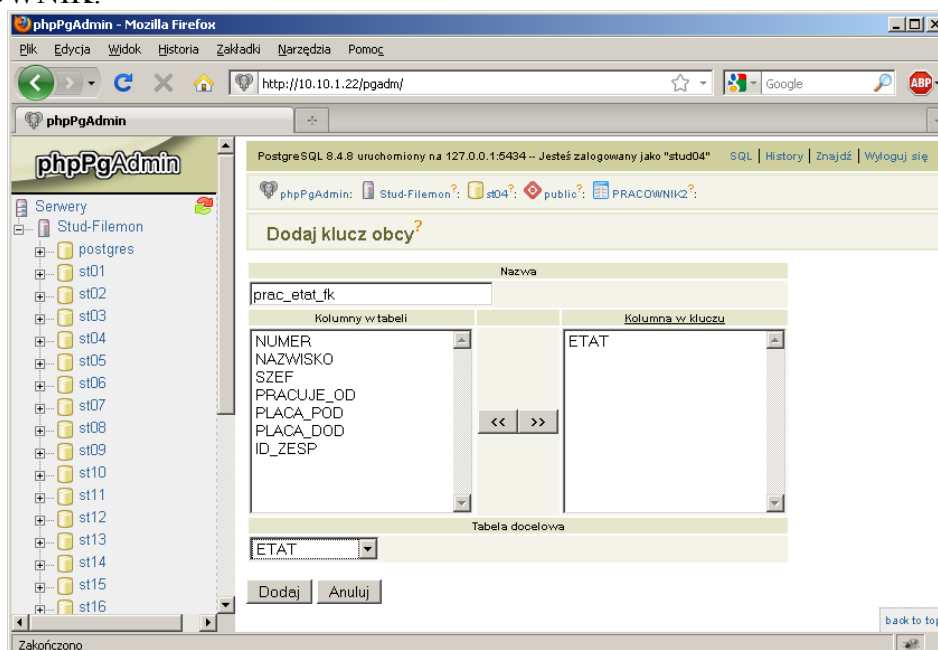 OWNIK.
phpPgAdmin - Mozilla Firefox
Plik Edycja Widok Historia Zakładki Narzędzia Pomoc
http://10.10.1.22/pgadm/ Google ABP
phpPgAdmin
phpPgAdmin
PostgreSQL 8.4.8 uruchomiony na 127.0.0.1:5434 -- Jesteś zalogowany jako "stud04" SQL | History | Znajdź | Wyloguj się
phpPgAdmin: Stud-Filemon?: st04?: public?: PRACOWNIK2?:
Dodaj klucz obcy?
Serwery
Stud-Filemon
postgres
st01
st02
st03
st04
st05
st06
st07
st08
st09
st10
st11
st12
st13
st14
st15
st16
Nazwa
prac_etat_fk
Kolumny w tabeli Kolumna w kluczu
NUMER
NAZWISKO
SZEF
PRACUJE_OD
PLACA_POD
PLACA_DOD
ID_ZESP
<< >>
ETAT
Tabela docelowa
ETAT
Dodaj Anuluj
back to top
Zakończono